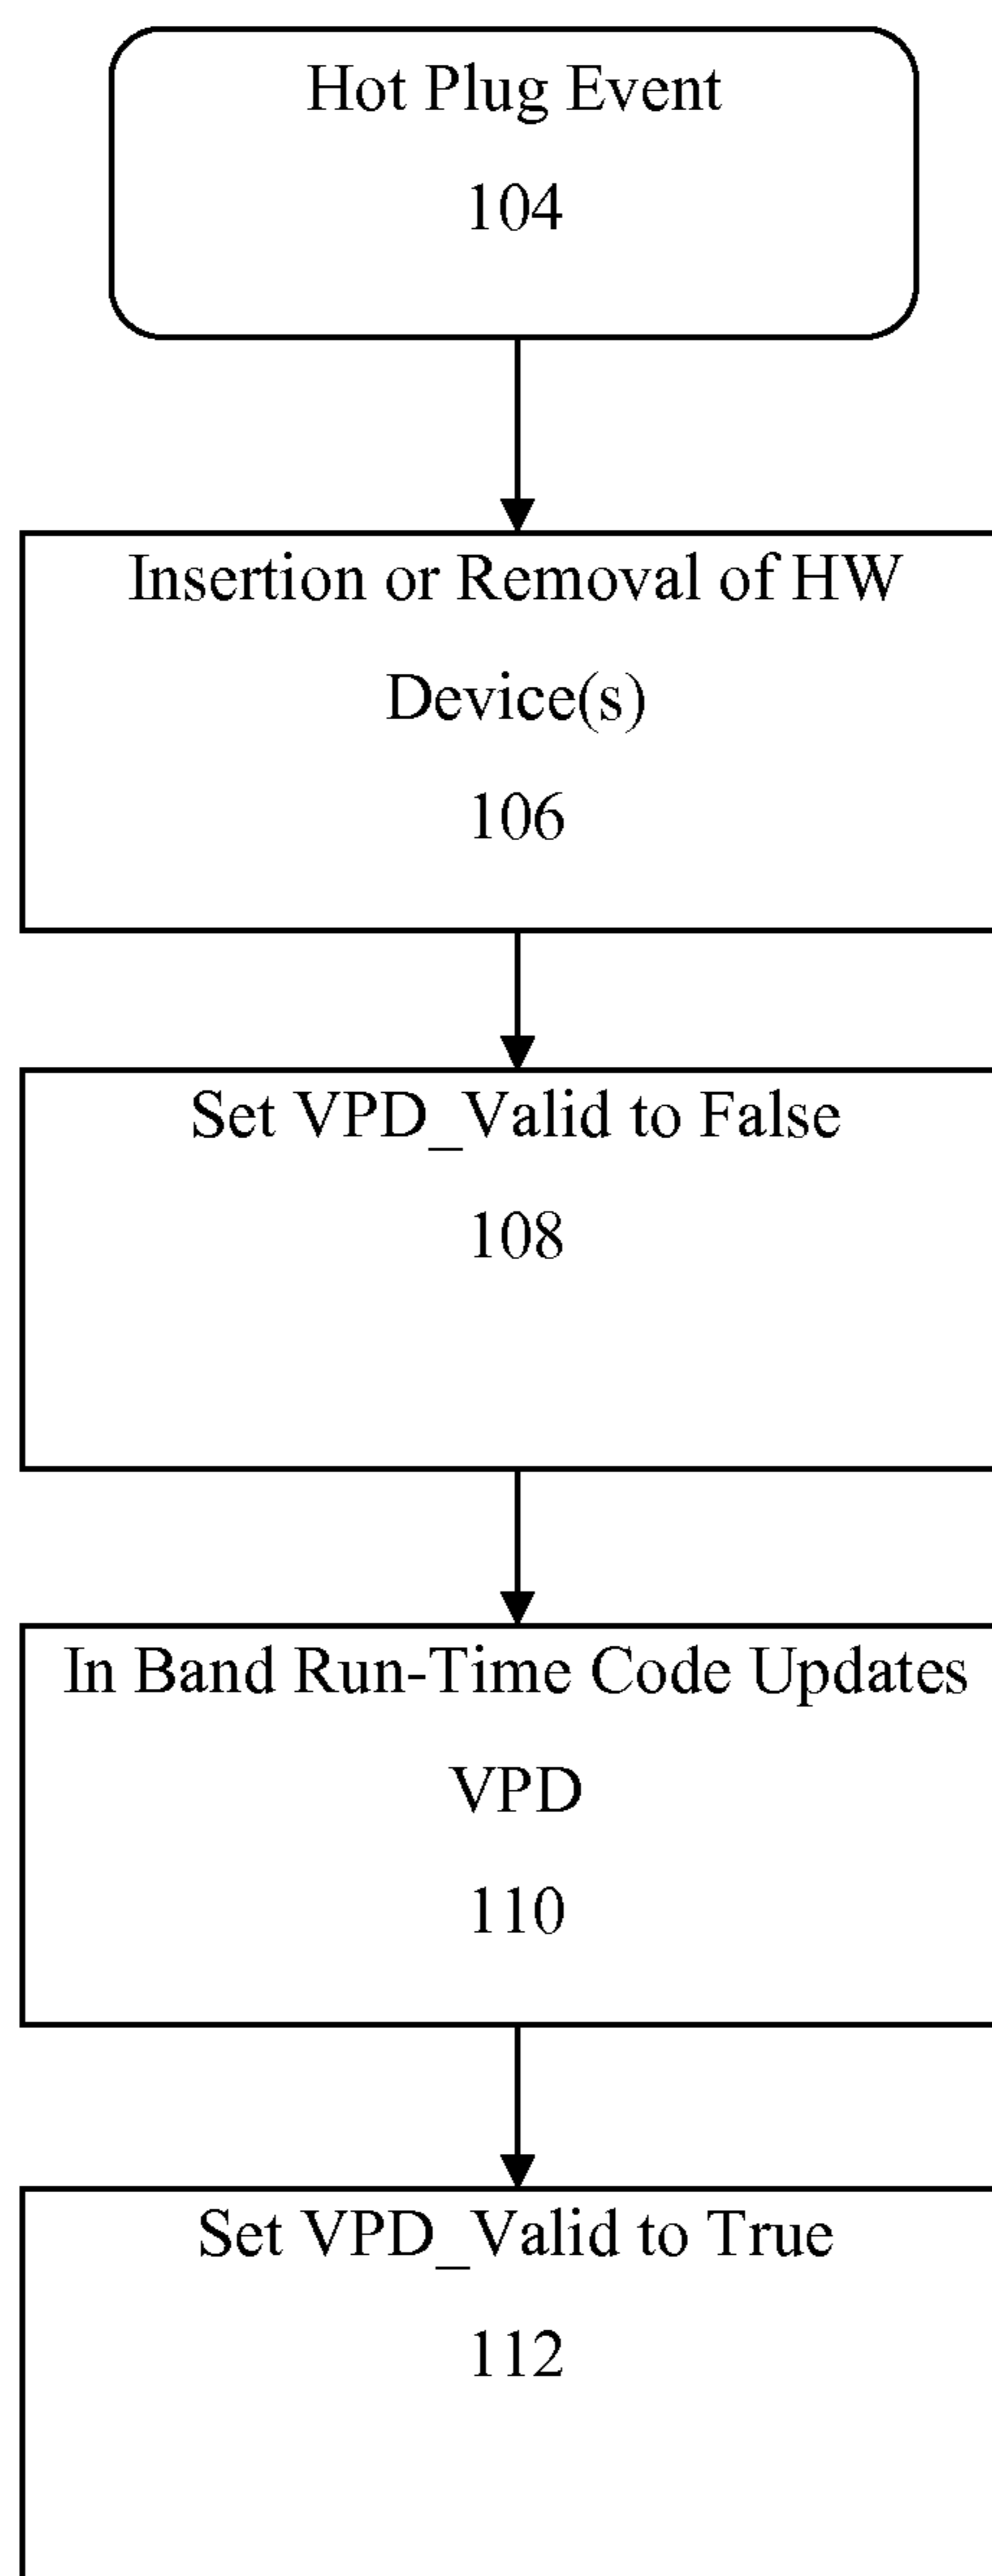 Hot Plug Event
104
Insertion or Removal of HW
Device(s)
106
Set VPD_Valid to False
108
In Band Run-Time Code Updates
VPD
110
Set VPD_Valid to True
112